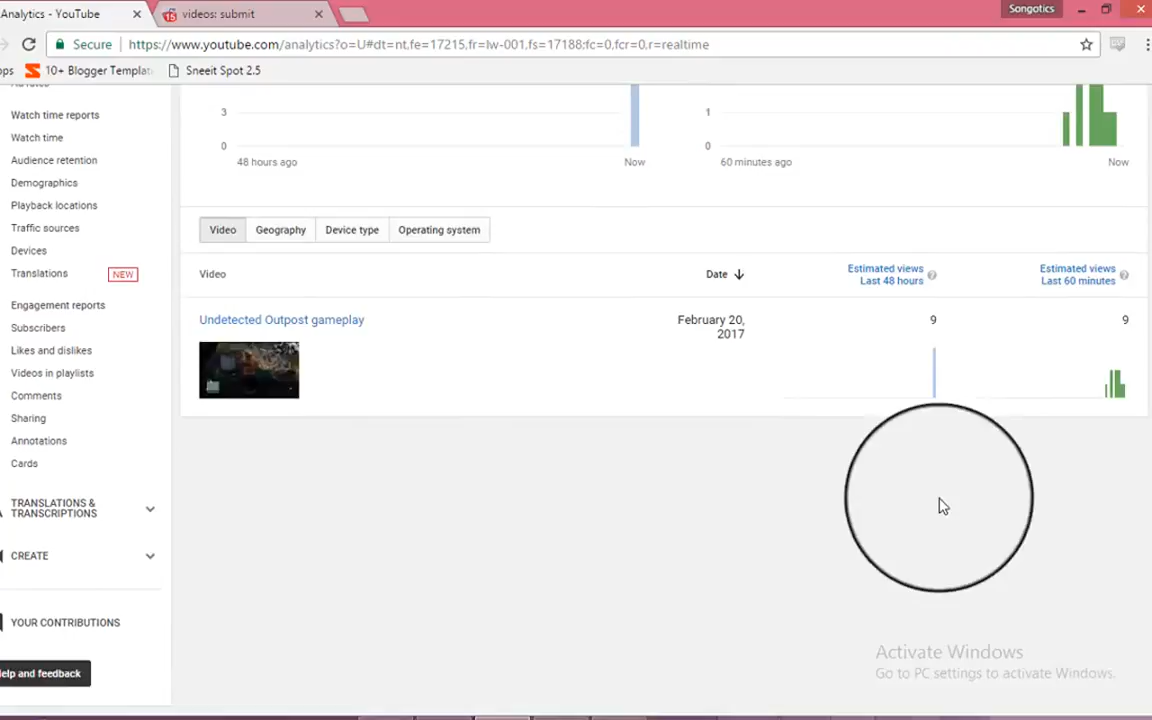 Analytics - YouTube
15
videos: submit
Songotics
Secure
https://www.youtube.com/analytics?o=U#dt=nt,fe=17215,fr=lw-001,fs=17188;fc=0,fcr=0,r=realtime
10+ Blogger Templat
Sneeit Spot 2.5
Watch time reports
Watch time
Audience retention
Demographics
Playback locations
Traffic sources
Devices
Translations
NEW
Engagement reports
Subscribers
Likes and dislikes
Videos in playlists
Comments
Sharing
Annotations
Cards
TRANSLATIONS &
TRANSCRIPTIONS
CREATE
YOUR CONTRIBUTIONS
elp and feedback
3
0
48 hours ago
Now
1
0
60 minutes ago
Now
Video
Geography
Device type
Operating system
Video
Date
Estimated views
Last 48 hours
Estimated views
Last 60 minutes
Undetected Outpost gameplay
February 20,
2017
9
9
Activate Windows
Go to PC settings to activate Windows.